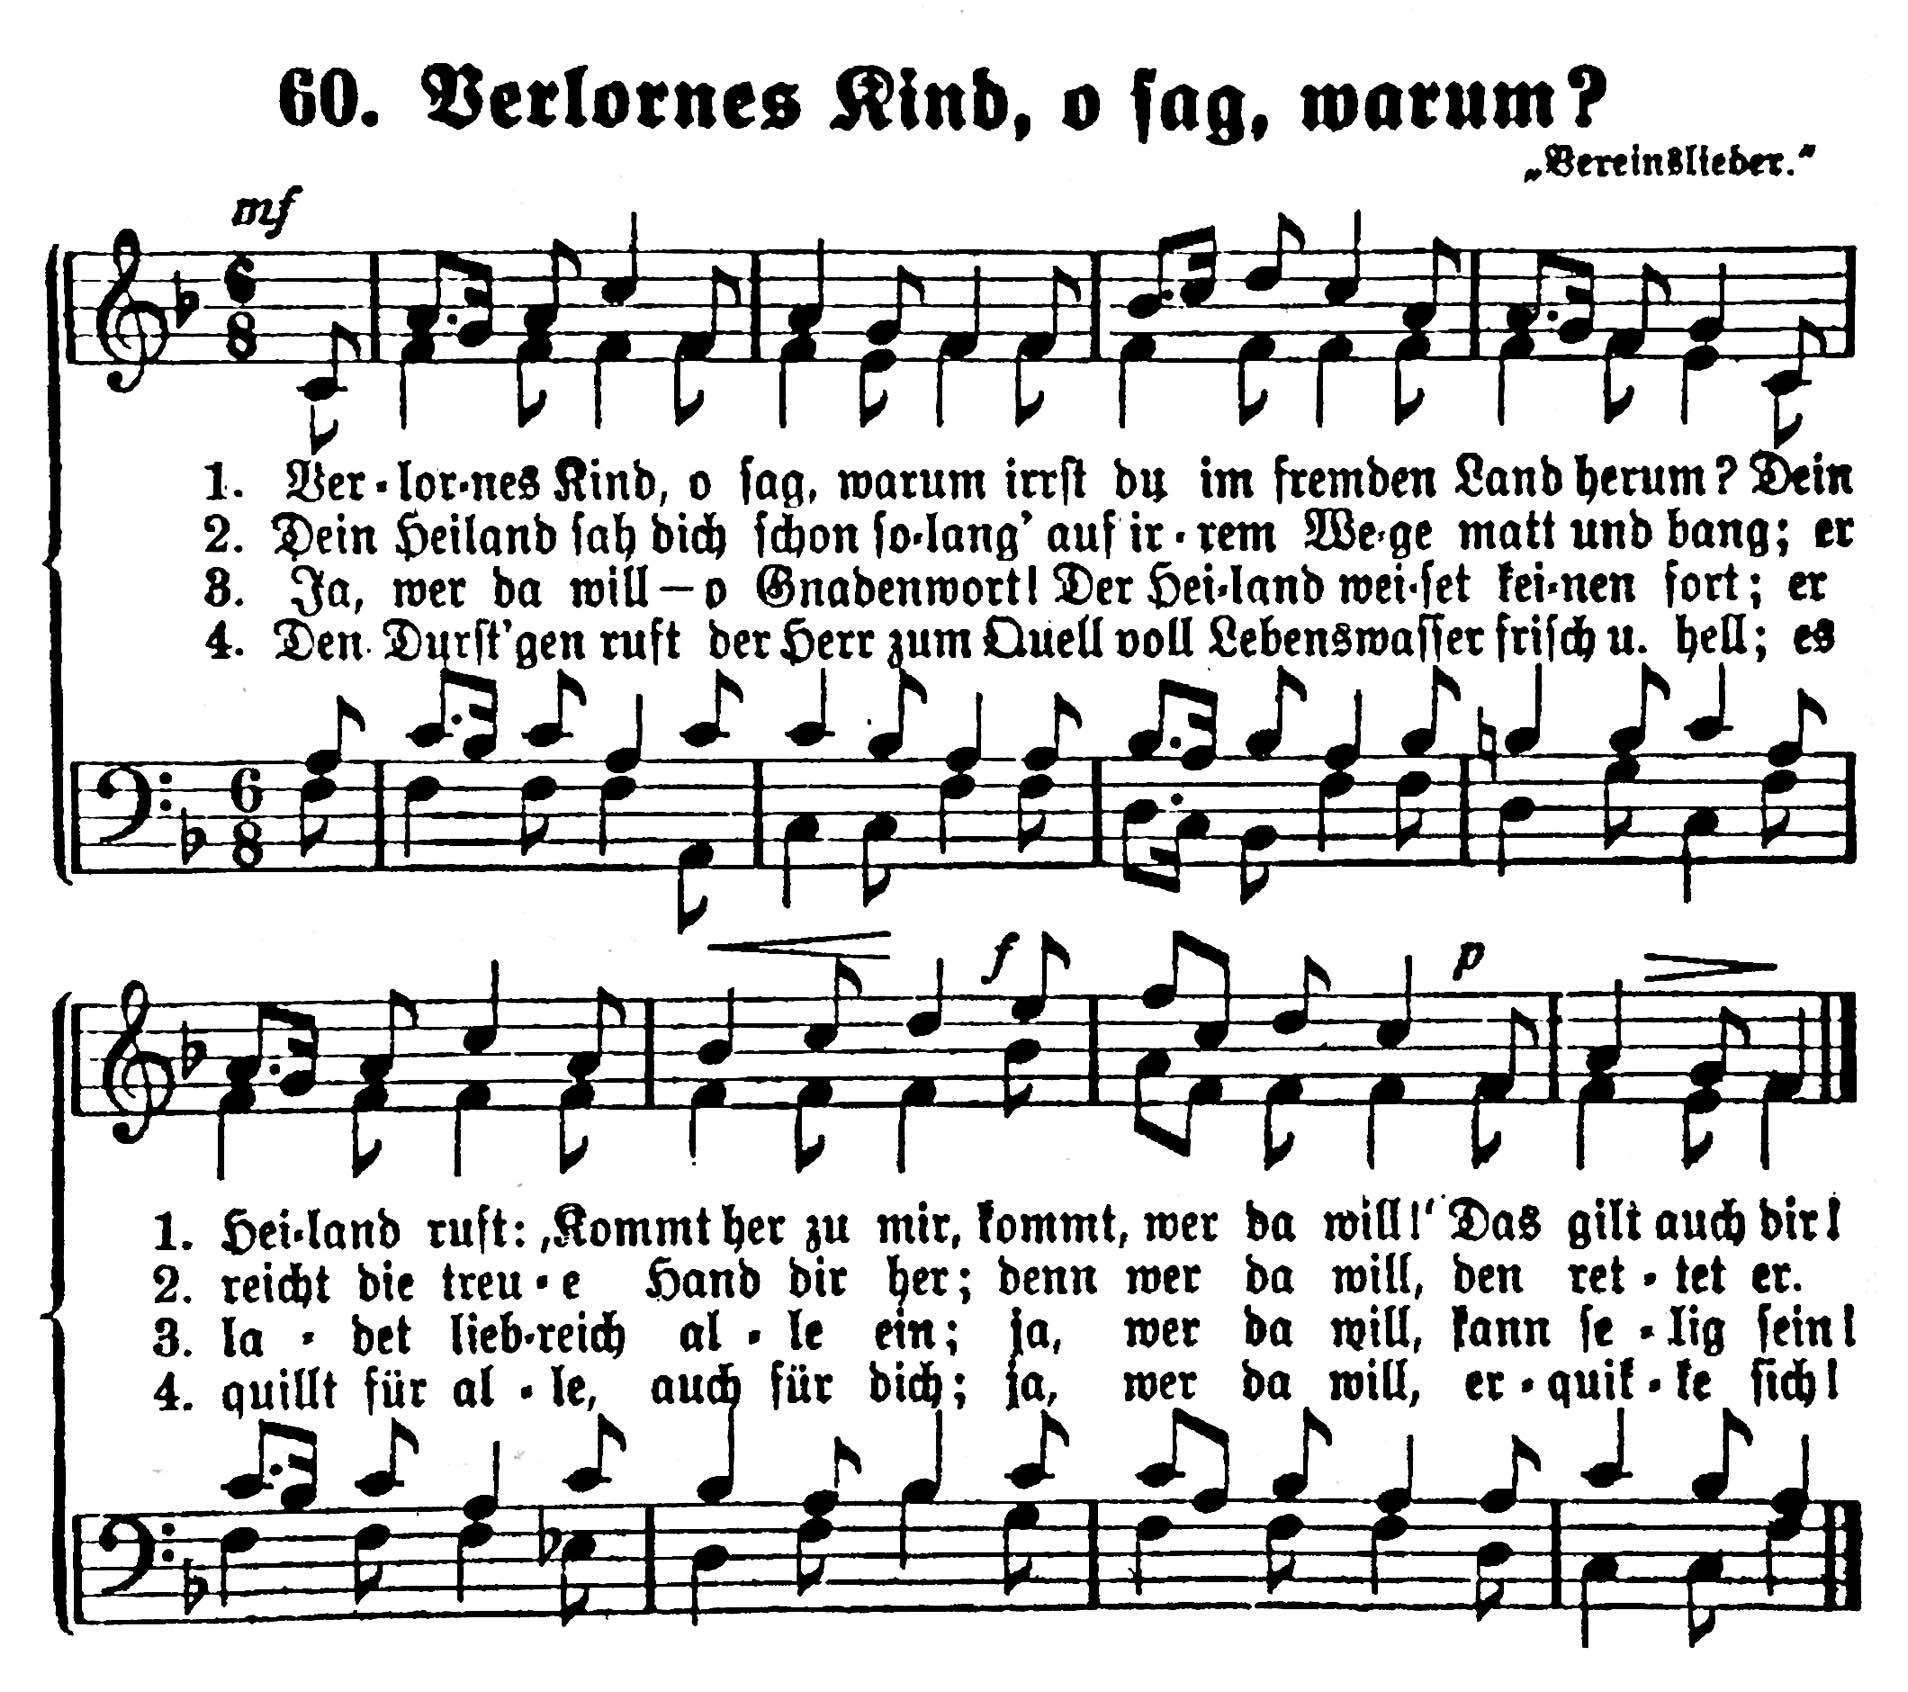 60. Verlornes Kind, o sag, warum?
„Vereinslieder.“
mf
6
8
1. Ver-lor-nes Kind, o sag, warum irrst du im fremden Land herum? Dein
2. Dein Heiland sah dich schon so-lang’ auf ir-rem We-ge matt und bang; er
3. Ja, wer da will — o Gnadenwort! Der Hei-land wei-set kei-nen fort; er
4. Den Durst’gen ruft der Herr zum Quell voll Lebenswasser frisch u. hell; es
6
8
f
p
1. Hei-land ruft: ‚Kommt her zu mir, kommt, wer da will!‘ Das gilt auch dir!
2. reicht die treu-e Hand dir her; denn wer da will, den ret-tet er.
3. la-det lieb-reich al-le ein; ja, wer da will, kann se-lig sein!
4. quillt für al-le, auch für dich; ja, wer da will, er-quik-ke sich!